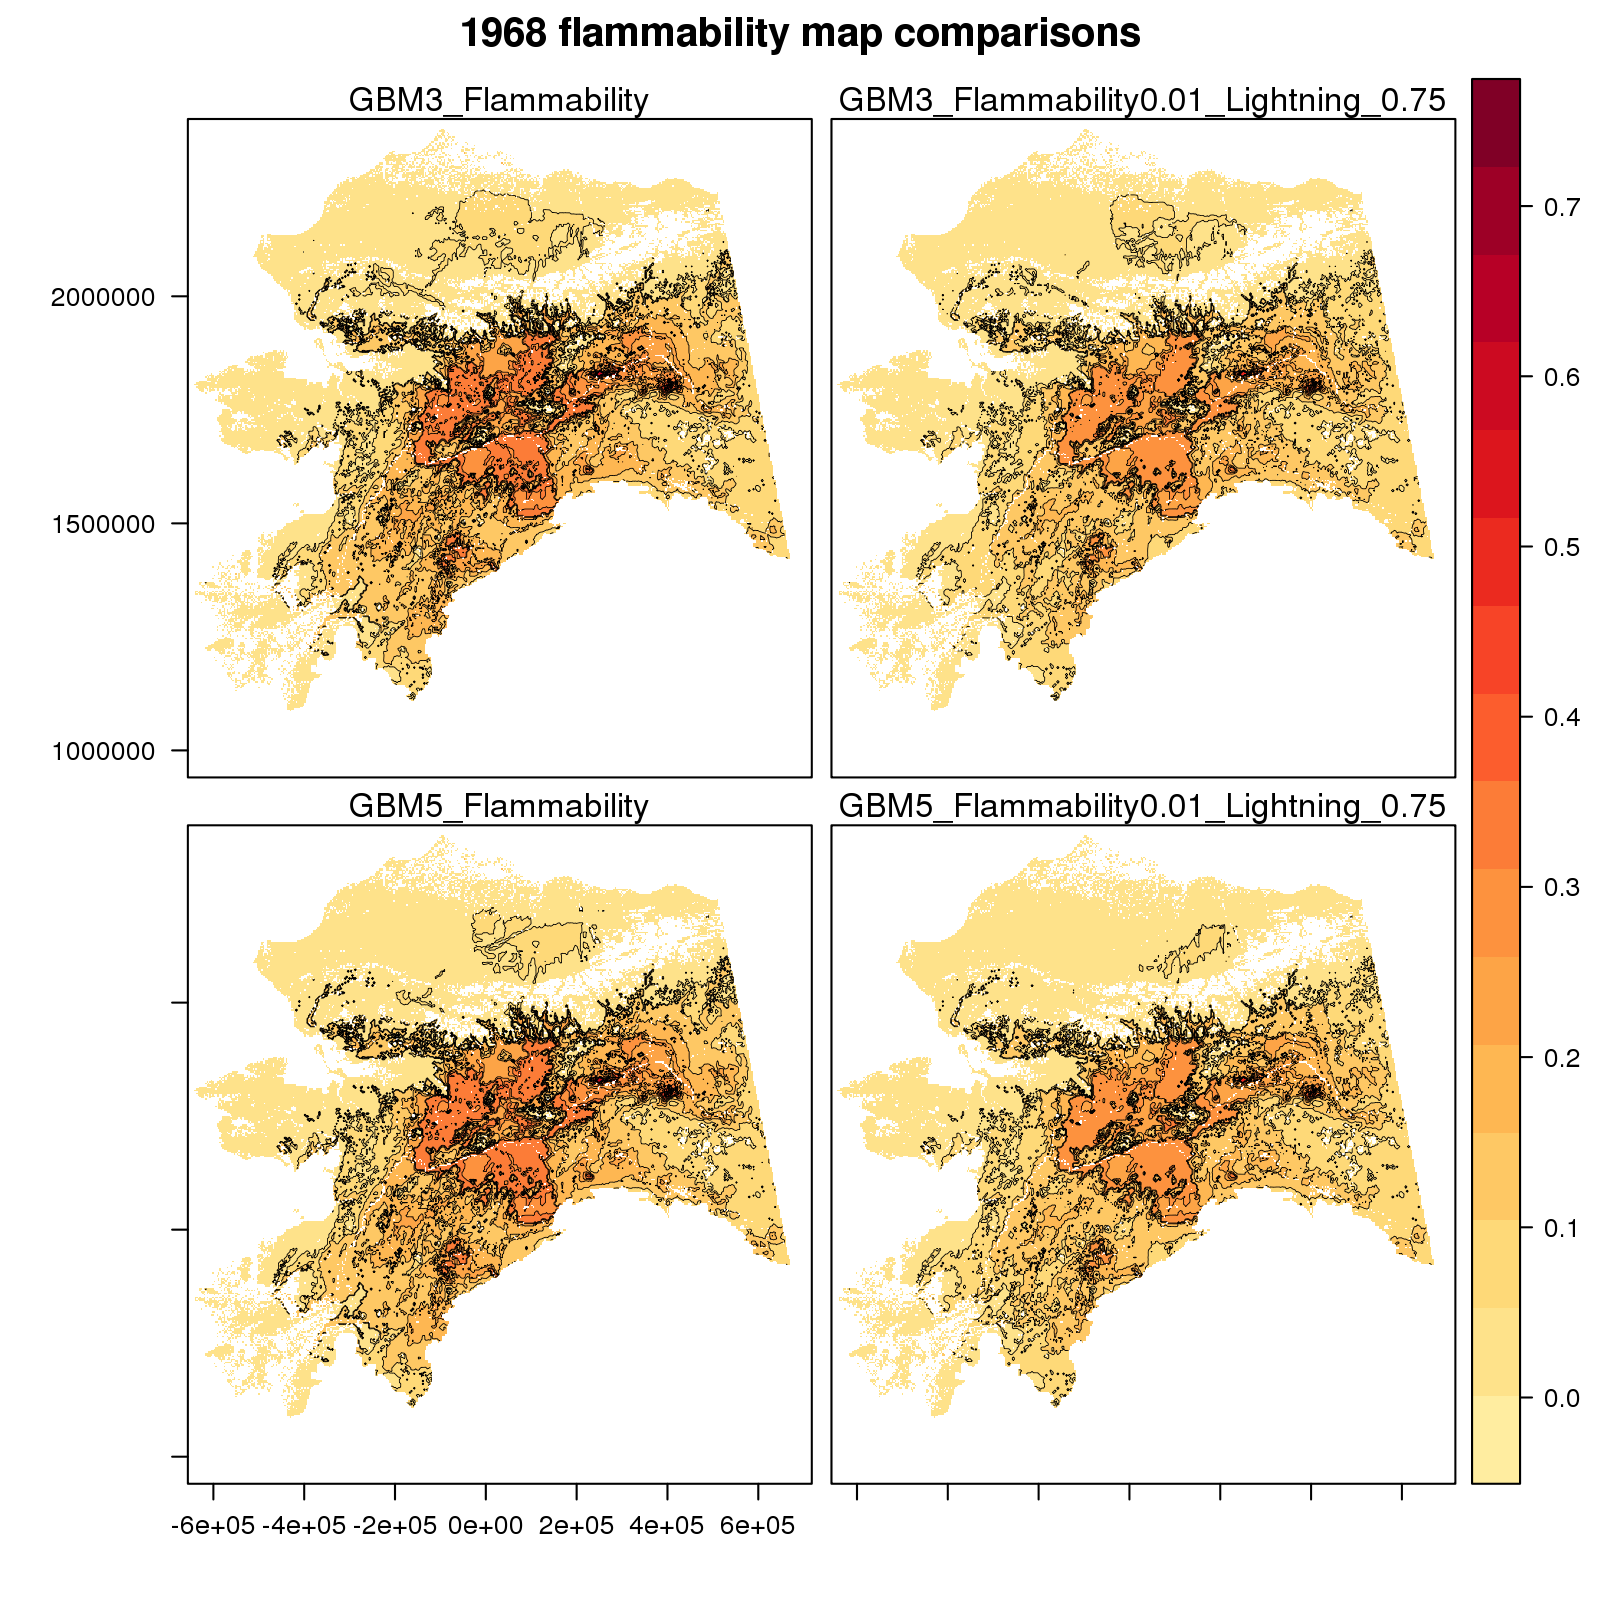 1968 flammability map comparisons
GBM3_Flammability
GBM3_Flammability0.01_Lightning_0.75
2000000
1500000
1000000
GBM5_Flammability
GBM5_Flammability0.01_Lightning_0.75
-6e+05 -4e+05 -2e+05 0e+00 2e+05 4e+05 6e+05
0.7
0.6
0.5
0.4
0.3
0.2
0.1
0.0